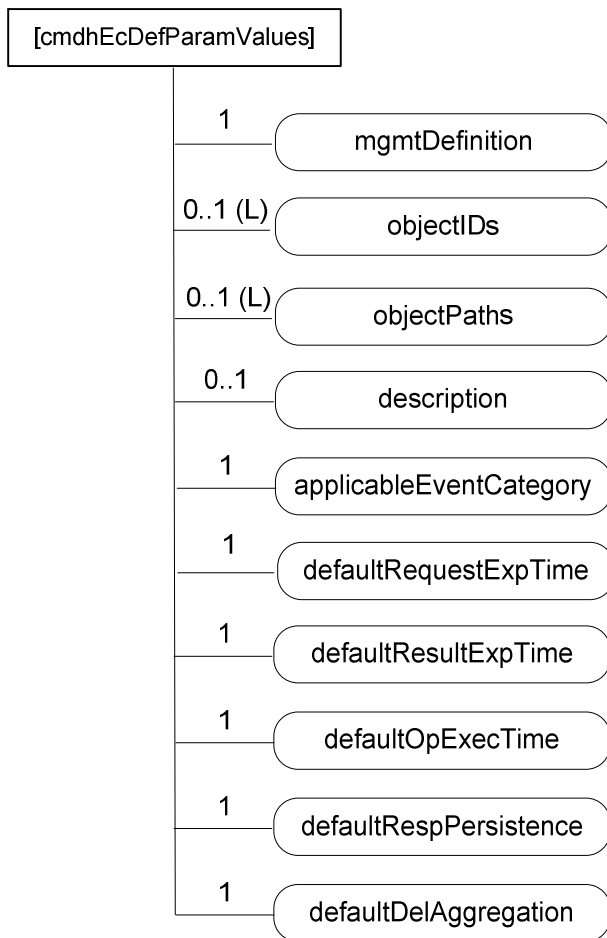 [cmdhEcDefParamValues]
1
mgmtDefinition
0..1 (L)
objectIDs
0..1 (L)
objectPaths
0..1
description
1
applicableEventCategory
1
defaultRequestExpTime
1
defaultResultExpTime
1
defaultOpExecTime
1
defaultRespPersistence
1
defaultDelAggregation